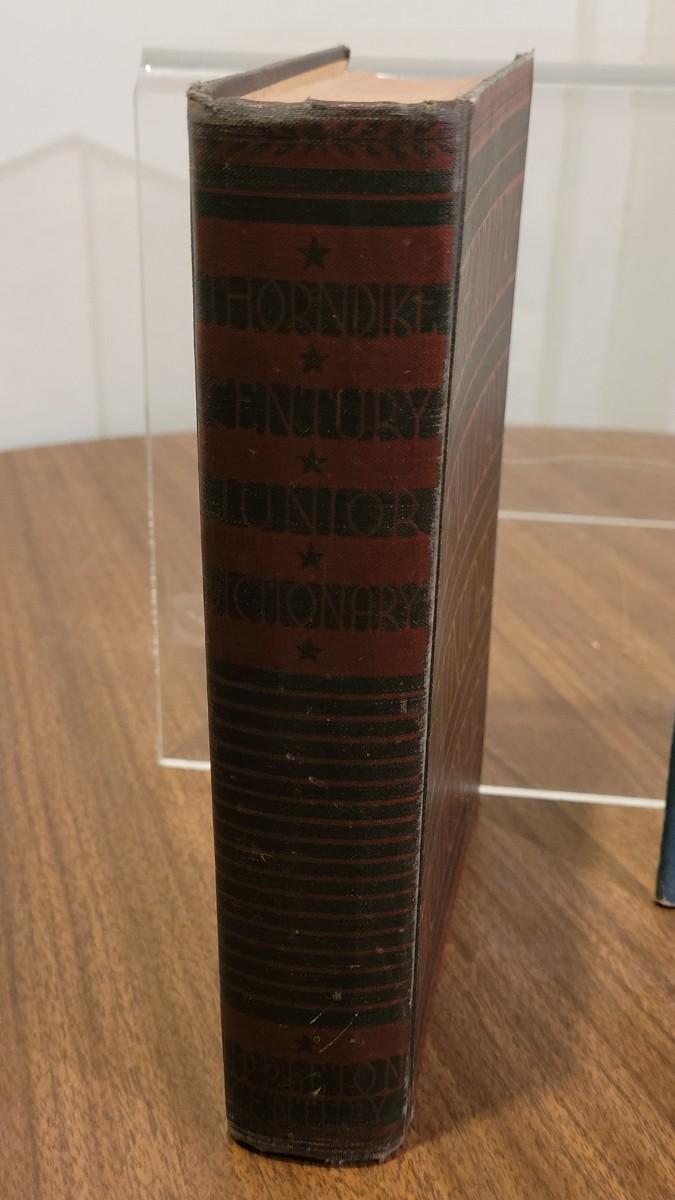 THORNDIKE
CENTURY
JUNIOR
DICTIONARY
APPLETON
CENTURY